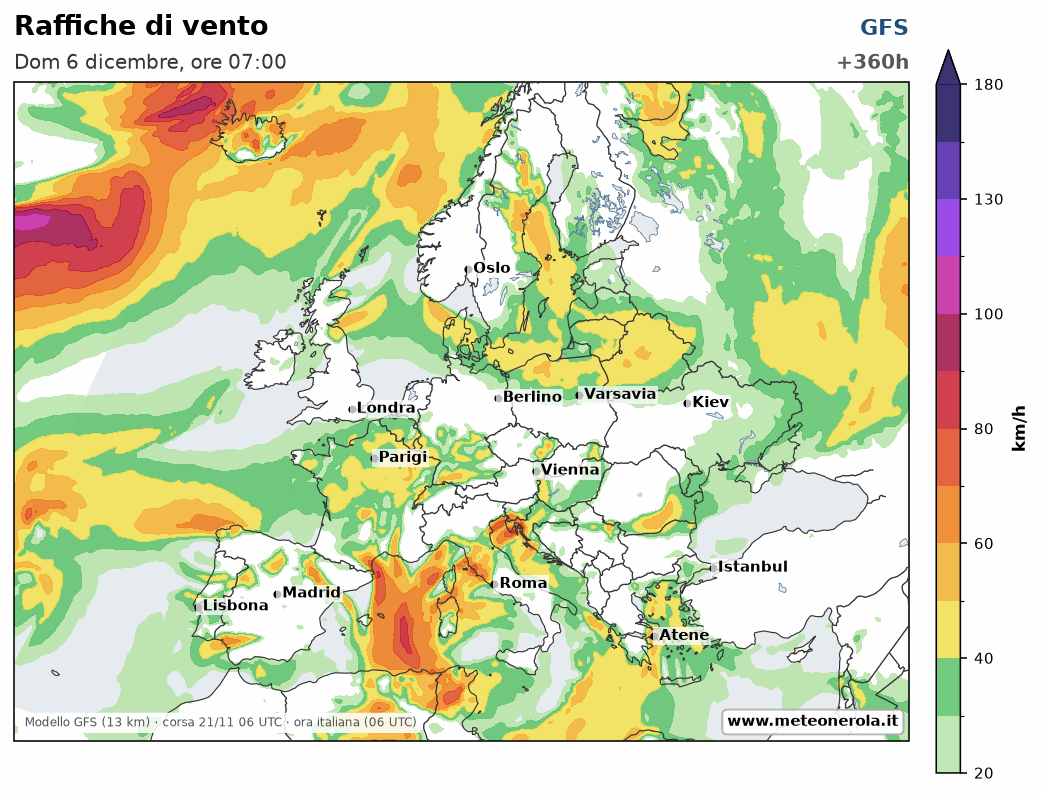 Raffiche di vento
GFS
Dom 6 dicembre, ore 07:00
+360h
180
130
100
80
60
40
20
km/h
Oslo
Berlino
Varsavia
Kiev
Londra
Parigi
Vienna
Istanbul
Roma
Madrid
Lisbona
Atene
Modello GFS (13 km) · corsa 21/11 06 UTC · ora italiana (06 UTC)
www.meteonerola.it